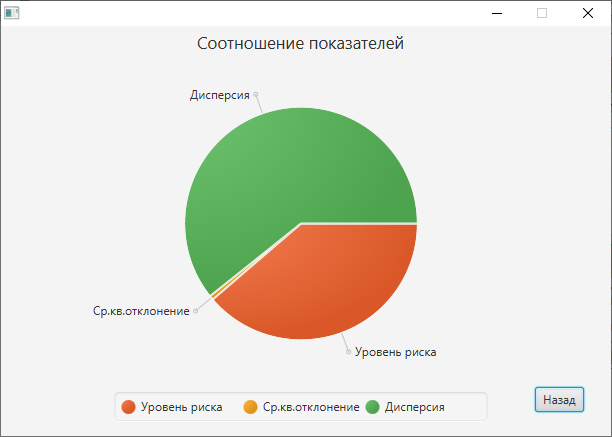 Соотношение показателей
Дисперсия
Ср.кв.отклонение
Уровень риска
Уровень риска Ср.кв.отклонение Дисперсия
Назад